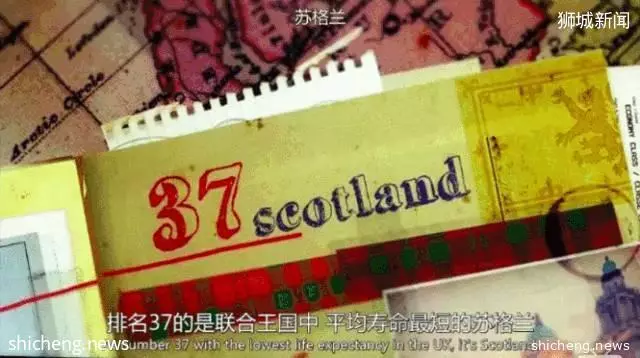 苏格兰
狮城新闻
Arctic Circle
ECONOMY CLASS /
37 scotland
排名37的是联合王国中 平均寿命最短的苏格兰
umber 37 with the lowest life expectancy in the UK, it's Scotlan
shicheng.news
shicheng.news